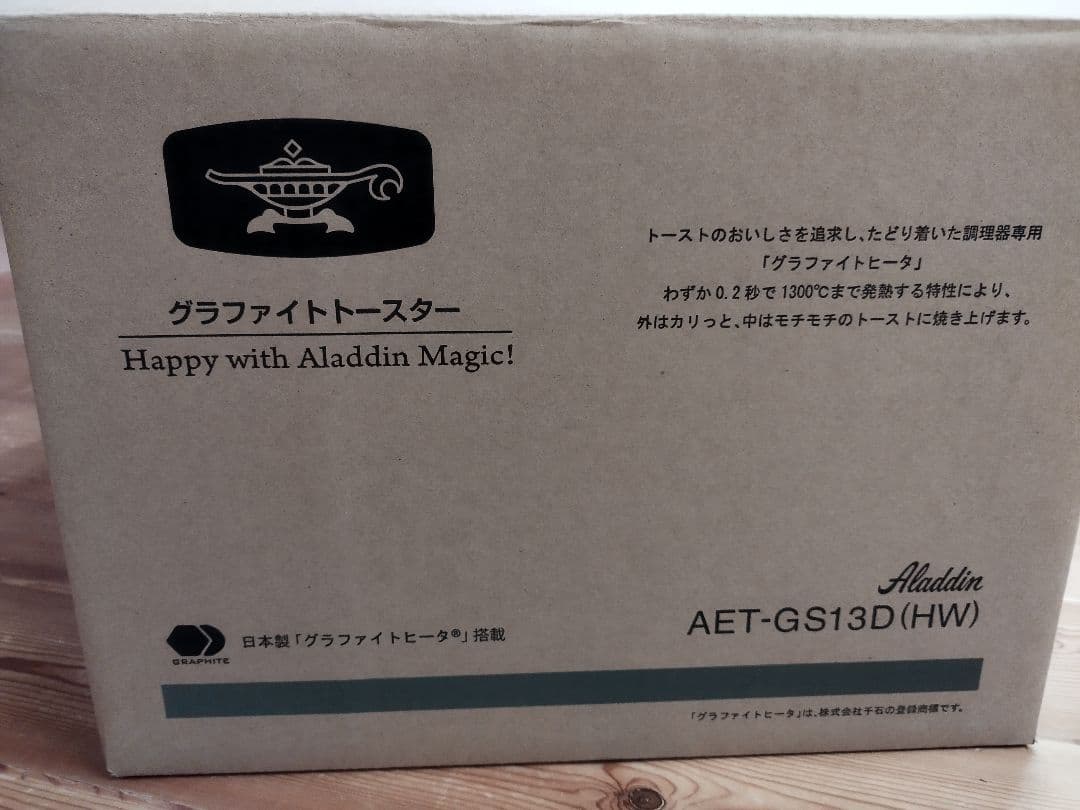 グラファイトトースター
Happy with Aladdin Magic!
トーストのおいしさを追求し、たどり着いた調理器専用
「グラファイトヒータ」
わずか0.2秒で1300℃まで発熱する特性により、
外はカリっと、中はモチモチのトーストに焼き上げます。
Aladdin
AET-GS13D(HW)
GRAPHITE
日本製「グラファイトヒータ®」搭載
「グラファイトヒータ」は、株式会社千石の登録商標です。